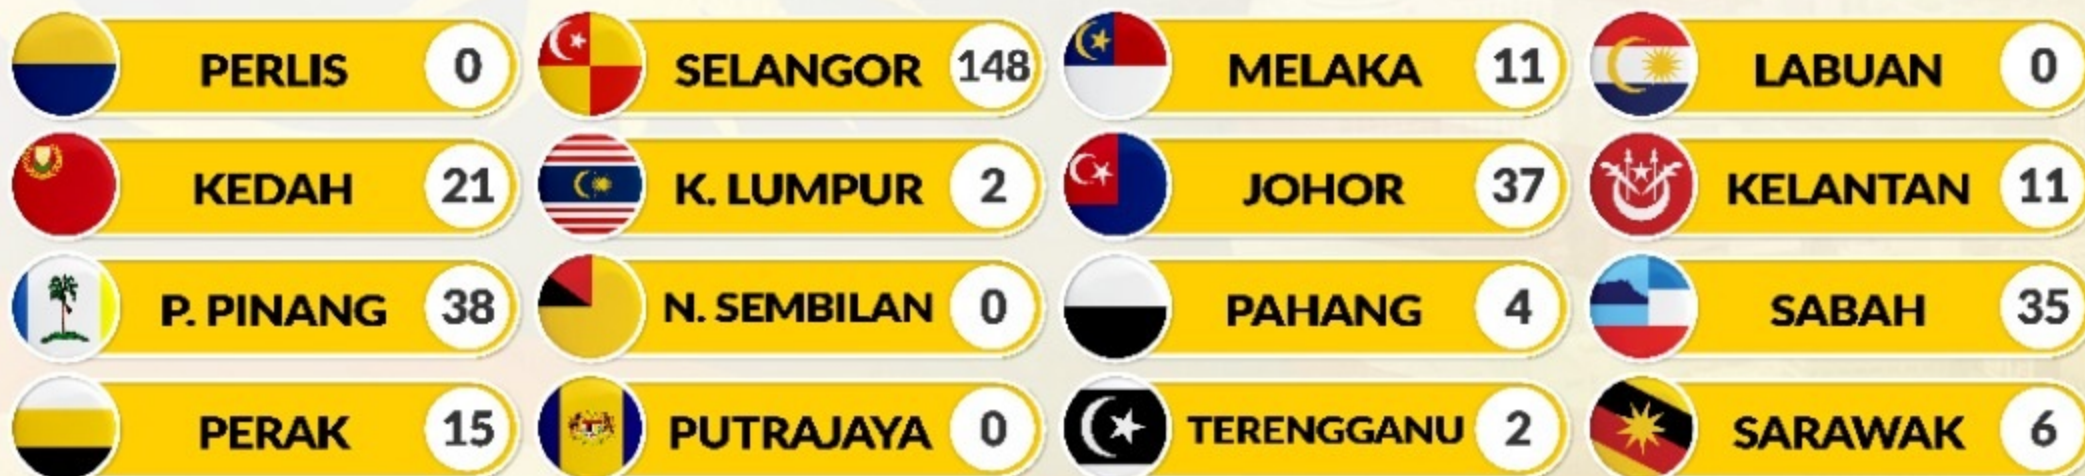 PERLIS 0
SELANGOR 148
MELAKA 11
LABUAN 0
KEDAH 21
K. LUMPUR 2
JOHOR 37
KELANTAN 11
P. PINANG 38
N. SEMBILAN 0
PAHANG 4
SABAH 35
PERAK 15
PUTRAJAYA 0
TERENGGANU 2
SARAWAK 6